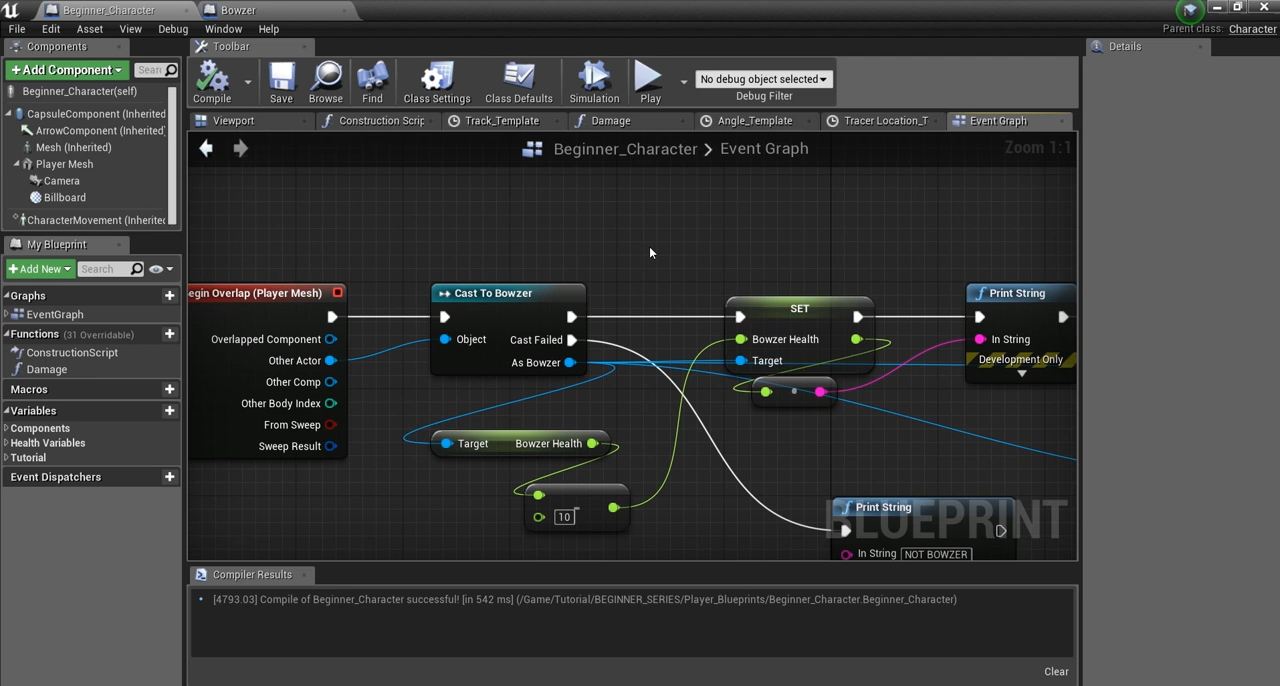 Beginner_Character
Bowzer
File Edit Asset View Debug Window Help
Parent class: Character
Components
Toolbar
Details
+Add Component
Sear
Compile
Save
Browse
Find
Class Settings
Class Defaults
Simulation
Play
No debug object selected
Debug Filter
Beginner_Character(self)
CapsuleComponent (Inherited
ArrowComponent (Inherited
Mesh (Inherited)
Player Mesh
Camera
Billboard
CharacterMovement (Inherited
Viewport
Construction Scrip
Track_Template
Damage
Angle_Template
Tracer Location_T
Event Graph
Beginner_Character > Event Graph
Zoom 1:1
My Blueprint
+Add New
Search
Graphs
EventGraph
Functions (31 Overridable)
ConstructionScript
Damage
Macros
Variables
Components
Health Variables
Tutorial
Event Dispatchers
egin Overlap (Player Mesh)
Overlapped Component
Other Actor
Other Comp
Other Body Index
From Sweep
Sweep Result
Cast To Bowzer
Object
Cast Failed
As Bowzer
SET
Bowzer Health
Target
Print String
In String
Development Only
Target Bowzer Health
10
Print String
In String NOT BOWZER
BLUEPRINT
Compiler Results
[4793.03] Compile of Beginner_Character successful! [in 542 ms] (/Game/Tutorial/BEGINNER_SERIES/Player_Blueprints/Beginner_Character.Beginner_Character)
Clear